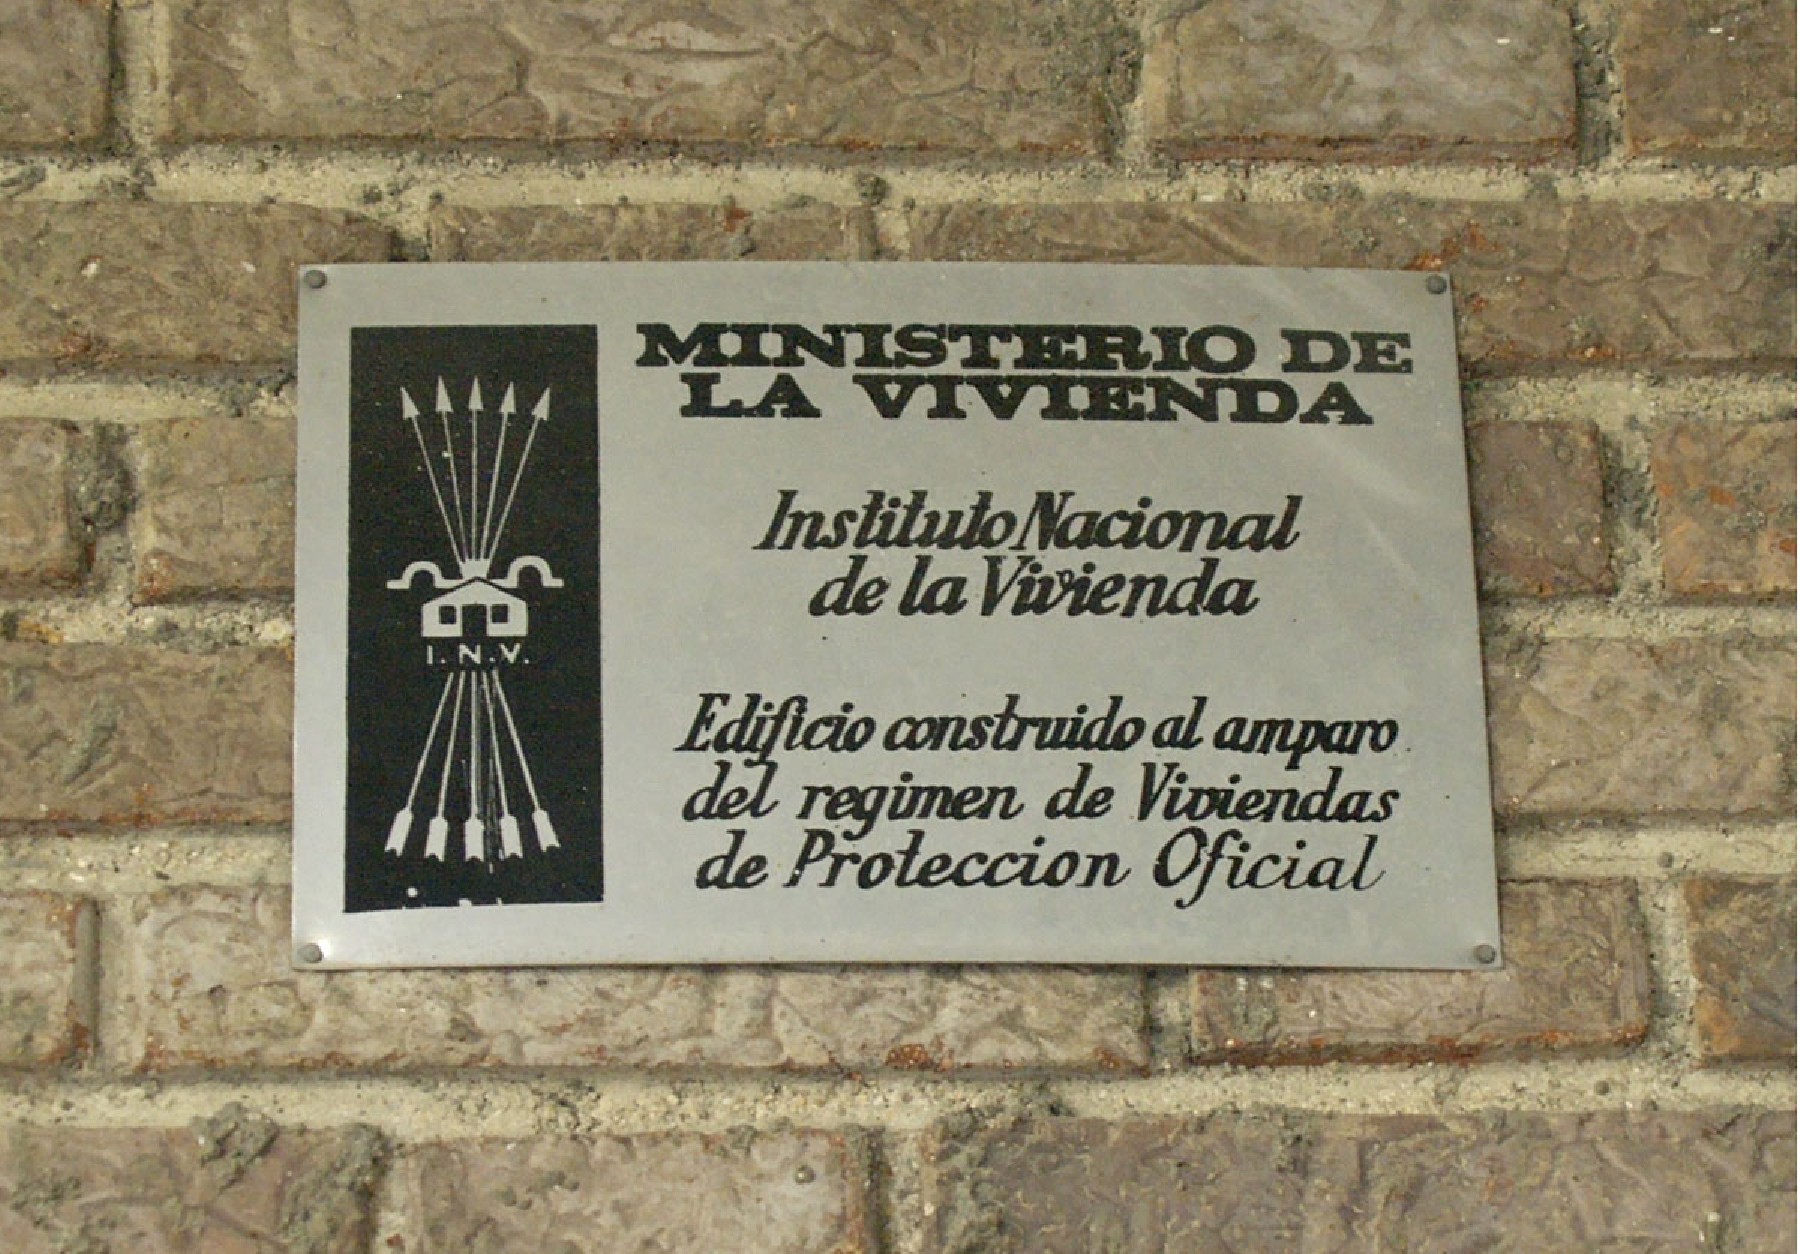 MINISTERIO DE
LA VIVIENDA
Instituto Nacional
de la Vivienda
I.N.V.
Edificio construido al amparo
del regimen de Viviendas
de Proteccion Oficial